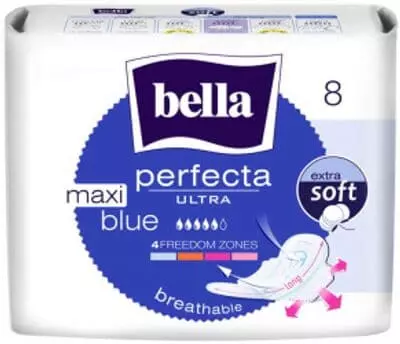 bella
8
perfecta
ULTRA
maxi
blue
extra
soft
4 FREEDOM ZONES
long
breathable